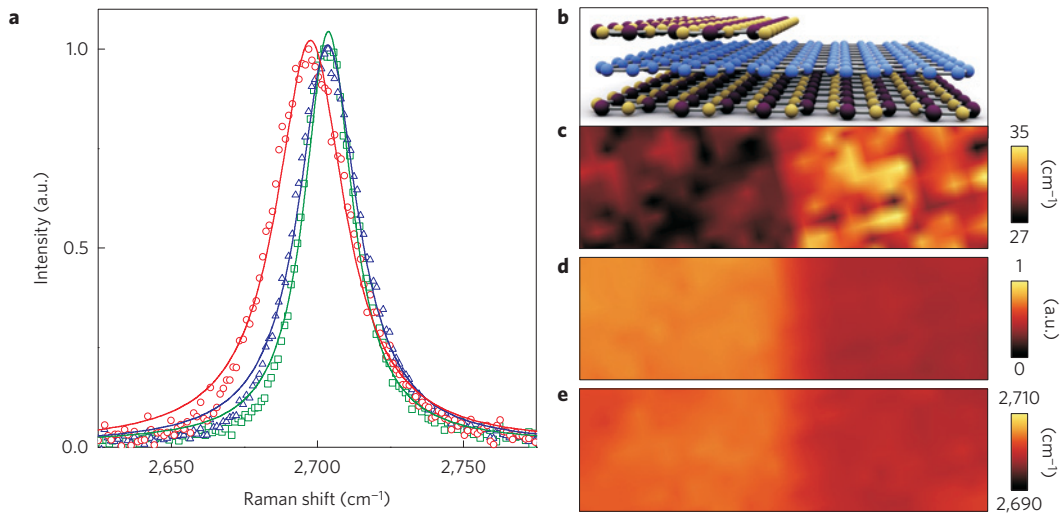 a
Intensity (a.u.)
1.0
0.5
0.0
2,650
2,700
2,750
Raman shift (cm⁻¹)
b
c
35
(cm⁻¹)
27
d
1
(a.u.)
0
e
2,710
(cm⁻¹)
2,690